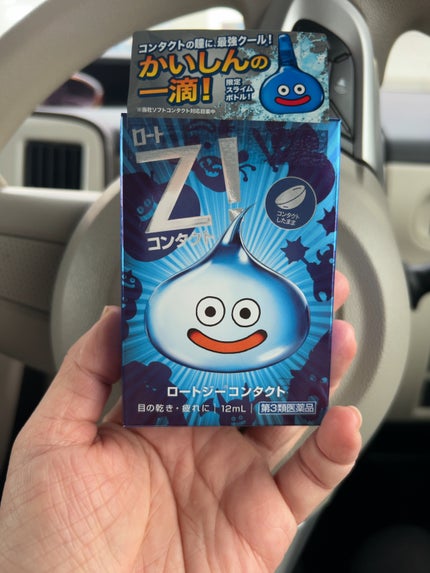 コンタクトの瞳に、最強クール!
かいしんの
一滴!
限定
スライム
ボトル!
※当社ソフトコンタクト対応目薬中
ロート
Z!
コンタクト
コンタクト
したまま
ロートジーコンタクト
目の乾き・疲れに 12mL 第3類医薬品